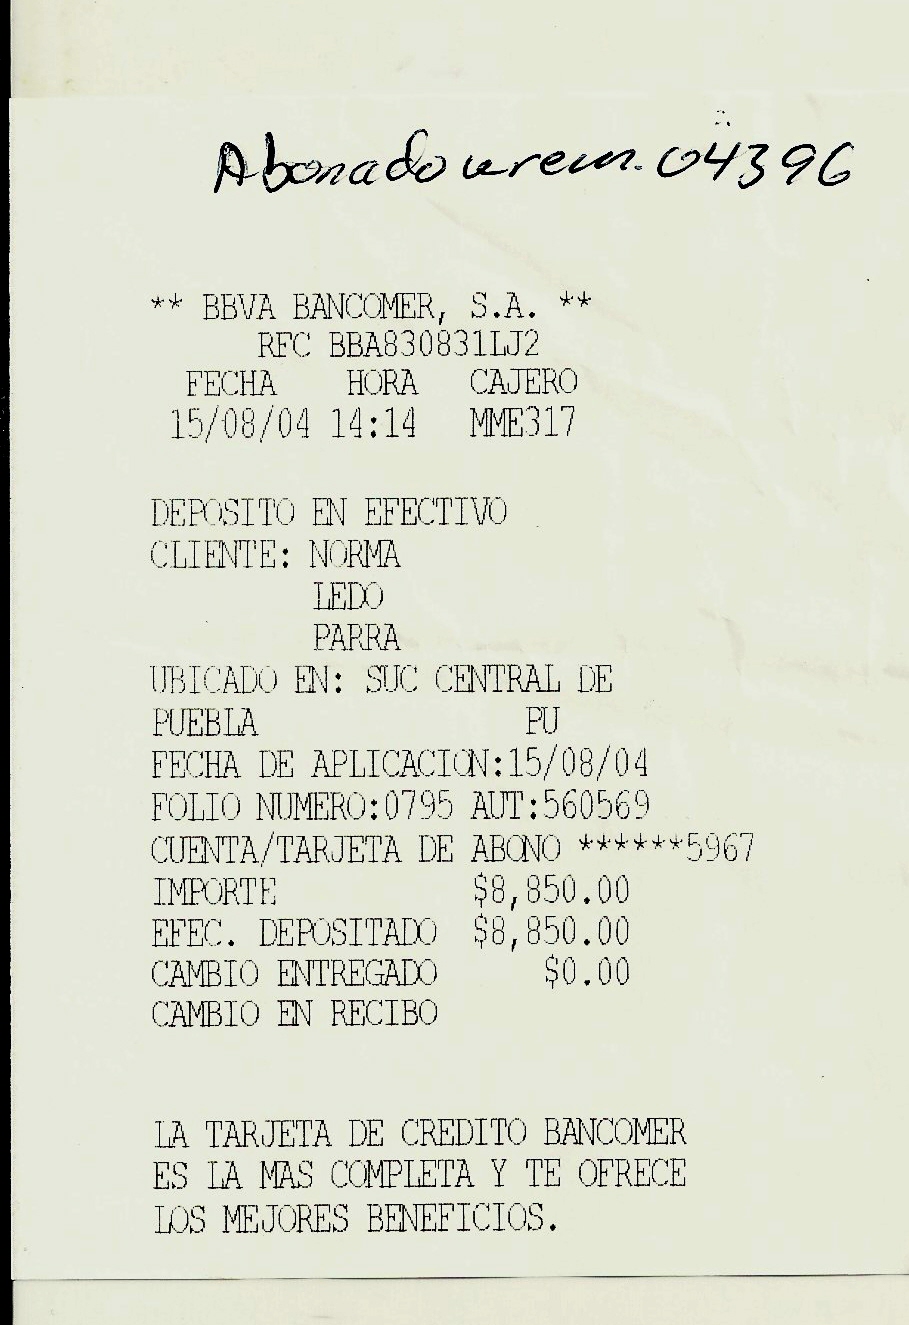 Abonado a rem. 04396
** BBVA BANCOMER, S.A. **
RFC BBA830831LJ2
FECHA HORA CAJERO
15/08/04 14:14 MME317
DEPOSITO EN EFECTIVO
CLIENTE: NORMA
LEDO
PARRA
UBICADO EN: SUC CENTRAL DE
PUEBLA PU
FECHA DE APLICACION:15/08/04
FOLIO NUMERO:0795 AUT:560569
CUENTA/TARJETA DE ABONO ******5967
IMPORTE $8,850.00
EFEC. DEPOSITADO $8,850.00
CAMBIO ENTREGADO $0.00
CAMBIO EN RECIBO
LA TARJETA DE CREDITO BANCOMER
ES LA MAS COMPLETA Y TE OFRECE
LOS MEJORES BENEFICIOS.